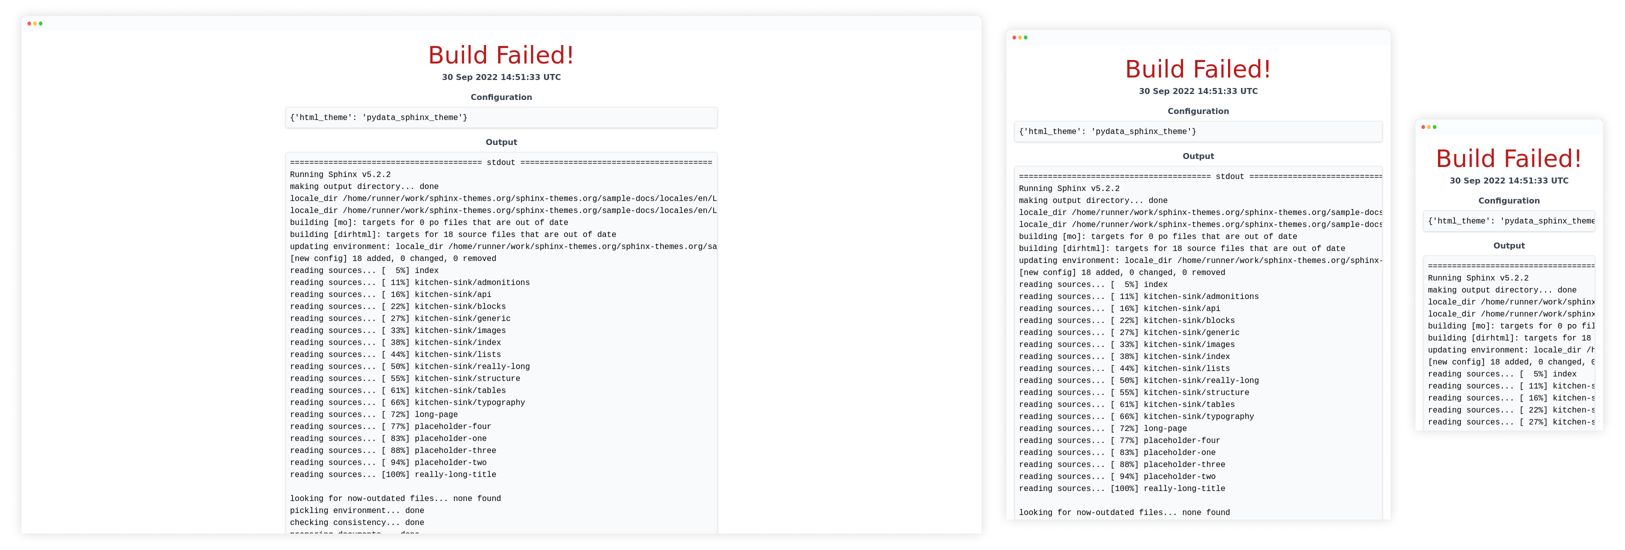 Build Failed!
30 Sep 2022 14:51:33 UTC
Configuration
{'html_theme': 'pydata_sphinx_theme'}
Output
======================================== stdout ========================================
Running Sphinx v5.2.2
making output directory... done
locale_dir /home/runner/work/sphinx-themes.org/sphinx-themes.org/sample-docs/locales/en/L
locale_dir /home/runner/work/sphinx-themes.org/sphinx-themes.org/sample-docs/locales/en/L
building [mo]: targets for 0 po files that are out of date
building [dirhtml]: targets for 18 source files that are out of date
updating environment: locale_dir /home/runner/work/sphinx-themes.org/sphinx-themes.org/sa
[new config] 18 added, 0 changed, 0 removed
reading sources... [  5%] index
reading sources... [ 11%] kitchen-sink/admonitions
reading sources... [ 16%] kitchen-sink/api
reading sources... [ 22%] kitchen-sink/blocks
reading sources... [ 27%] kitchen-sink/generic
reading sources... [ 33%] kitchen-sink/images
reading sources... [ 38%] kitchen-sink/index
reading sources... [ 44%] kitchen-sink/lists
reading sources... [ 50%] kitchen-sink/really-long
reading sources... [ 55%] kitchen-sink/structure
reading sources... [ 61%] kitchen-sink/tables
reading sources... [ 66%] kitchen-sink/typography
reading sources... [ 72%] long-page
reading sources... [ 77%] placeholder-four
reading sources... [ 83%] placeholder-one
reading sources... [ 88%] placeholder-three
reading sources... [ 94%] placeholder-two
reading sources... [100%] really-long-title
looking for now-outdated files... none found
pickling environment... done
checking consistency... done
Build Failed!
30 Sep 2022 14:51:33 UTC
Configuration
{'html_theme': 'pydata_sphinx_theme'}
Output
======================================== stdout ============================
Running Sphinx v5.2.2
making output directory... done
locale_dir /home/runner/work/sphinx-themes.org/sphinx-themes.org/sample-docs
locale_dir /home/runner/work/sphinx-themes.org/sphinx-themes.org/sample-docs
building [mo]: targets for 0 po files that are out of date
building [dirhtml]: targets for 18 source files that are out of date
updating environment: locale_dir /home/runner/work/sphinx-themes.org/sphinx-
[new config] 18 added, 0 changed, 0 removed
reading sources... [  5%] index
reading sources... [ 11%] kitchen-sink/admonitions
reading sources... [ 16%] kitchen-sink/api
reading sources... [ 22%] kitchen-sink/blocks
reading sources... [ 27%] kitchen-sink/generic
reading sources... [ 33%] kitchen-sink/images
reading sources... [ 38%] kitchen-sink/index
reading sources... [ 44%] kitchen-sink/lists
reading sources... [ 50%] kitchen-sink/really-long
reading sources... [ 55%] kitchen-sink/structure
reading sources... [ 61%] kitchen-sink/tables
reading sources... [ 66%] kitchen-sink/typography
reading sources... [ 72%] long-page
reading sources... [ 77%] placeholder-four
reading sources... [ 83%] placeholder-one
reading sources... [ 88%] placeholder-three
reading sources... [ 94%] placeholder-two
reading sources... [100%] really-long-title
looking for now-outdated files... none found
Build Failed!
30 Sep 2022 14:51:33 UTC
Configuration
{'html_theme': 'pydata_sphinx_theme
Output
===================================
Running Sphinx v5.2.2
making output directory... done
locale_dir /home/runner/work/sphinx
locale_dir /home/runner/work/sphinx
building [mo]: targets for 0 po fil
building [dirhtml]: targets for 18
updating environment: locale_dir /h
[new config] 18 added, 0 changed, 0
reading sources... [  5%] index
reading sources... [ 11%] kitchen-s
reading sources... [ 16%] kitchen-s
reading sources... [ 22%] kitchen-s
reading sources... [ 27%] kitchen-s